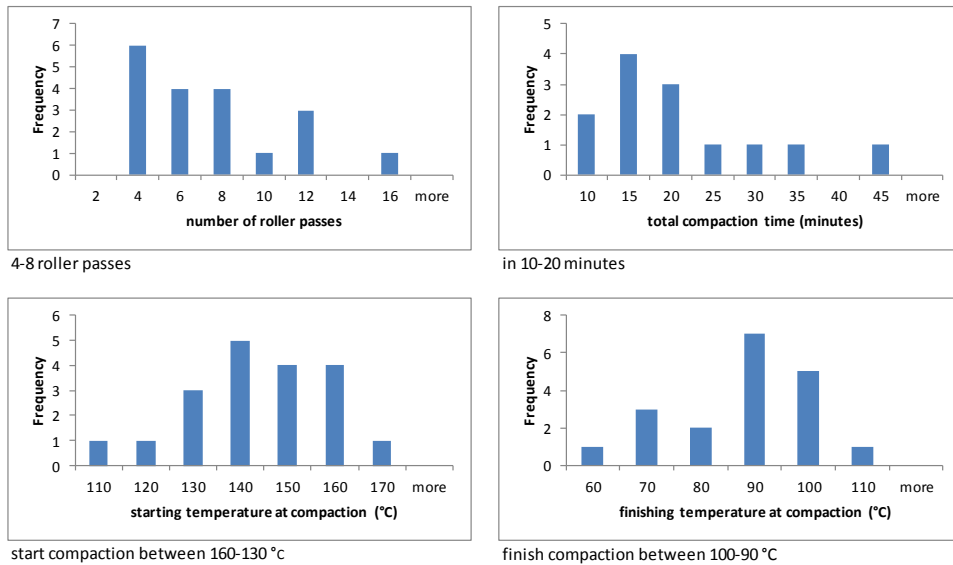 7
6
5
4
3
2
1
0
Frequency
2 4 6 8 10 12 14 16 more
number of roller passes
4-8 roller passes
5
4
3
2
1
0
Frequency
10 15 20 25 30 35 40 45 more
total compaction time (minutes)
in 10-20 minutes
6
5
4
3
2
1
0
Frequency
110 120 130 140 150 160 170 more
starting temperature at compaction (°C)
start compaction between 160-130 °C
8
6
4
2
0
Frequency
60 70 80 90 100 110 more
finishing temperature at compaction (°C)
finish compaction between 100-90 °C